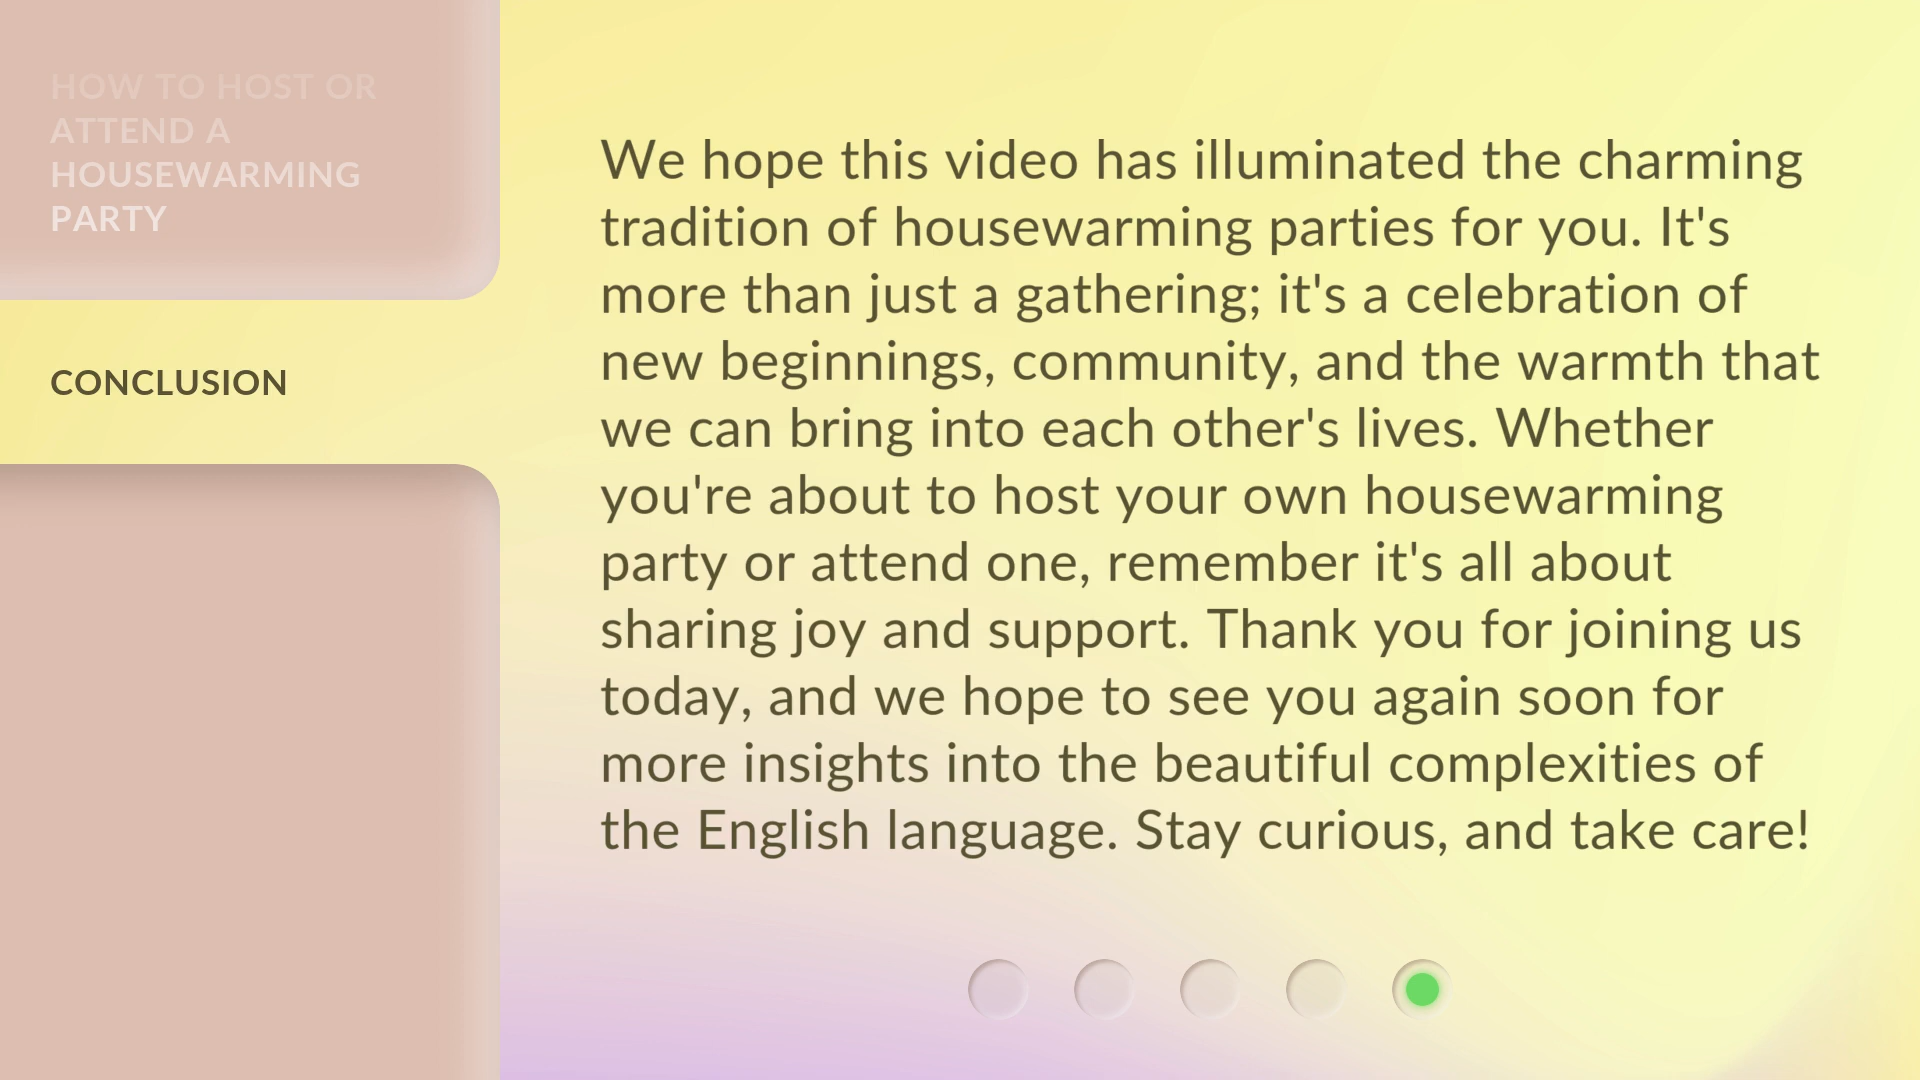 HOW TO HOST OR
ATTEND A
HOUSEWARMING
PARTY
CONCLUSION
We hope this video has illuminated the charming
tradition of housewarming parties for you. It's
more than just a gathering; it's a celebration of
new beginnings, community, and the warmth that
we can bring into each other's lives. Whether
you're about to host your own housewarming
party or attend one, remember it's all about
sharing joy and support. Thank you for joining us
today, and we hope to see you again soon for
more insights into the beautiful complexities of
the English language. Stay curious, and take care!